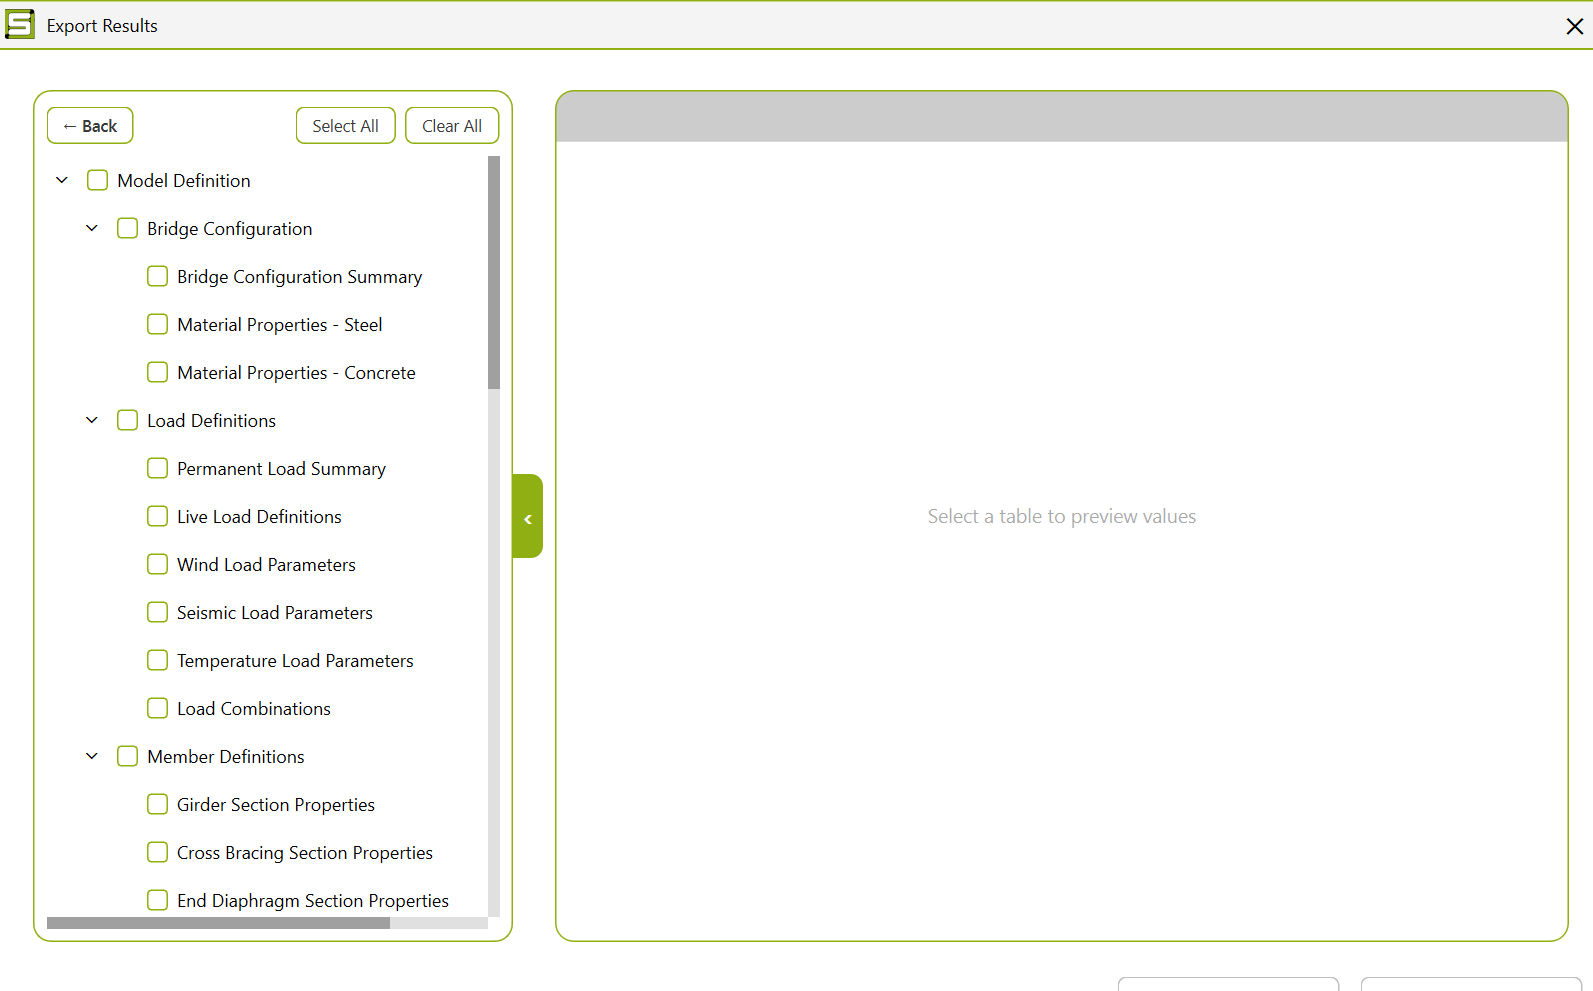 Export Results
← Back
Select All
Clear All
Model Definition
Bridge Configuration
Bridge Configuration Summary
Material Properties - Steel
Material Properties - Concrete
Load Definitions
Permanent Load Summary
Live Load Definitions
Wind Load Parameters
Seismic Load Parameters
Temperature Load Parameters
Load Combinations
Member Definitions
Girder Section Properties
Cross Bracing Section Properties
End Diaphragm Section Properties
Select a table to preview values